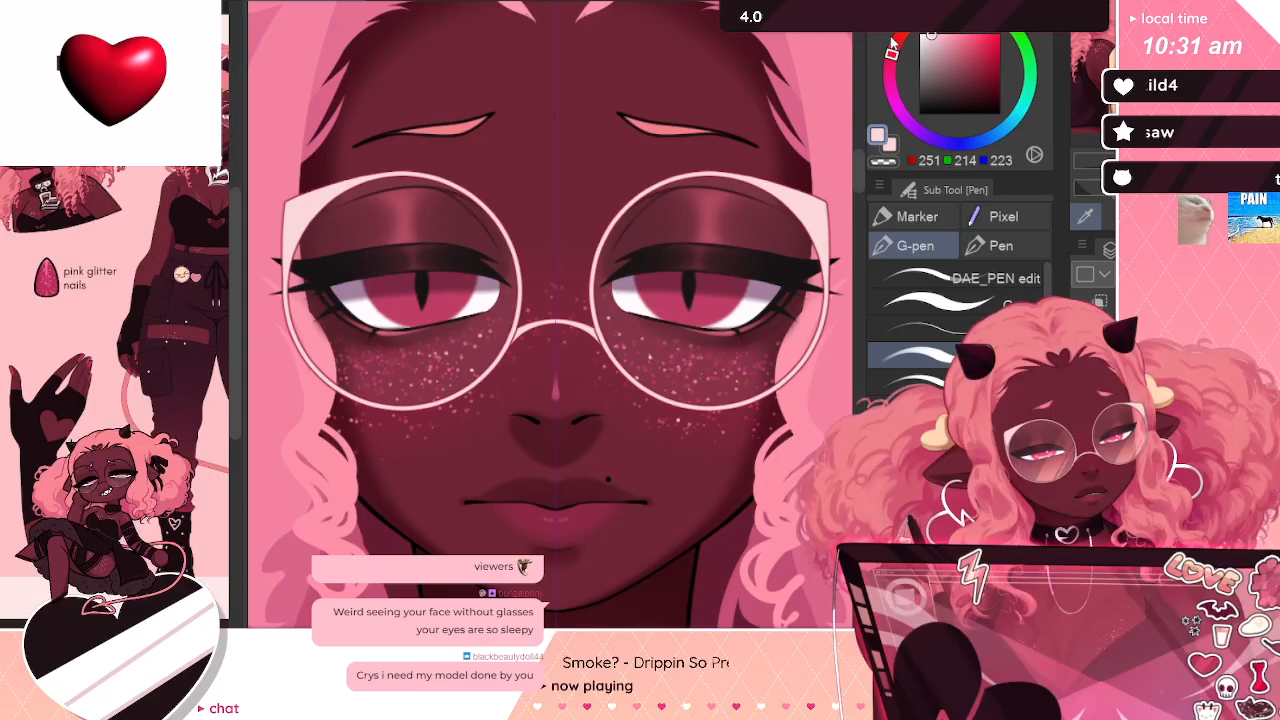 4.0
local time
10:31 am
ild4
saw
PAIN
251 214 223
Sub Tool [Pen]
Marker
Pixel
G-pen
Pen
DAE_PEN edit
pink glitter
nails
viewers
Weird seeing your face without glasses
your eyes are so sleepy
blackbeautydoll44
Crys i need my model done by you
chat
Smoke? - Drippin So Pre
now playing
LOVE